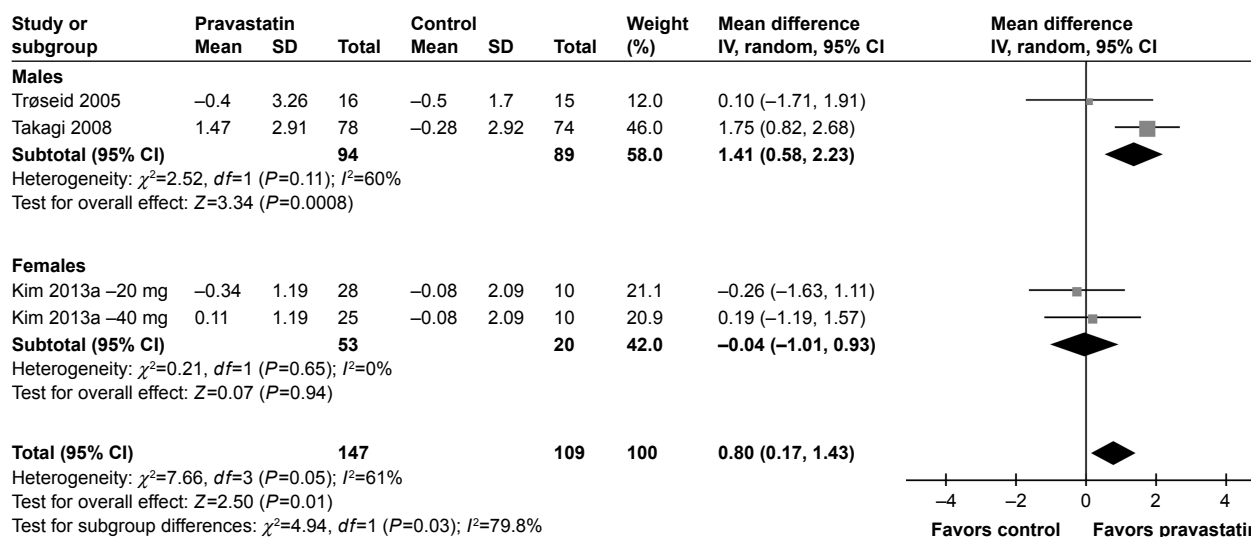 Study or subgroup Pravastatin Control Weight (%) Mean difference IV, random, 95% CI Mean difference IV, random, 95% CI
Mean SD Total Mean SD Total
Males
Trøseid 2005 –0.4 3.26 16 –0.5 1.7 15 12.0 0.10 (–1.71, 1.91)
Takagi 2008 1.47 2.91 78 –0.28 2.92 74 46.0 1.75 (0.82, 2.68)
Subtotal (95% CI) 94 89 58.0 1.41 (0.58, 2.23)
Heterogeneity: χ²=2.52, df=1 (P=0.11); I²=60%
Test for overall effect: Z=3.34 (P=0.0008)
Females
Kim 2013a –20 mg –0.34 1.19 28 –0.08 2.09 10 21.1 –0.26 (–1.63, 1.11)
Kim 2013a –40 mg 0.11 1.19 25 –0.08 2.09 10 20.9 0.19 (–1.19, 1.57)
Subtotal (95% CI) 53 20 42.0 –0.04 (–1.01, 0.93)
Heterogeneity: χ²=0.21, df=1 (P=0.65); I²=0%
Test for overall effect: Z=0.07 (P=0.94)
Total (95% CI) 147 109 100 0.80 (0.17, 1.43)
Heterogeneity: χ²=7.66, df=3 (P=0.05); I²=61%
Test for overall effect: Z=2.50 (P=0.01)
Test for subgroup differences: χ²=4.94, df=1 (P=0.03); I²=79.8%
–4 –2 0 2 4
Favors control Favors pravastatin